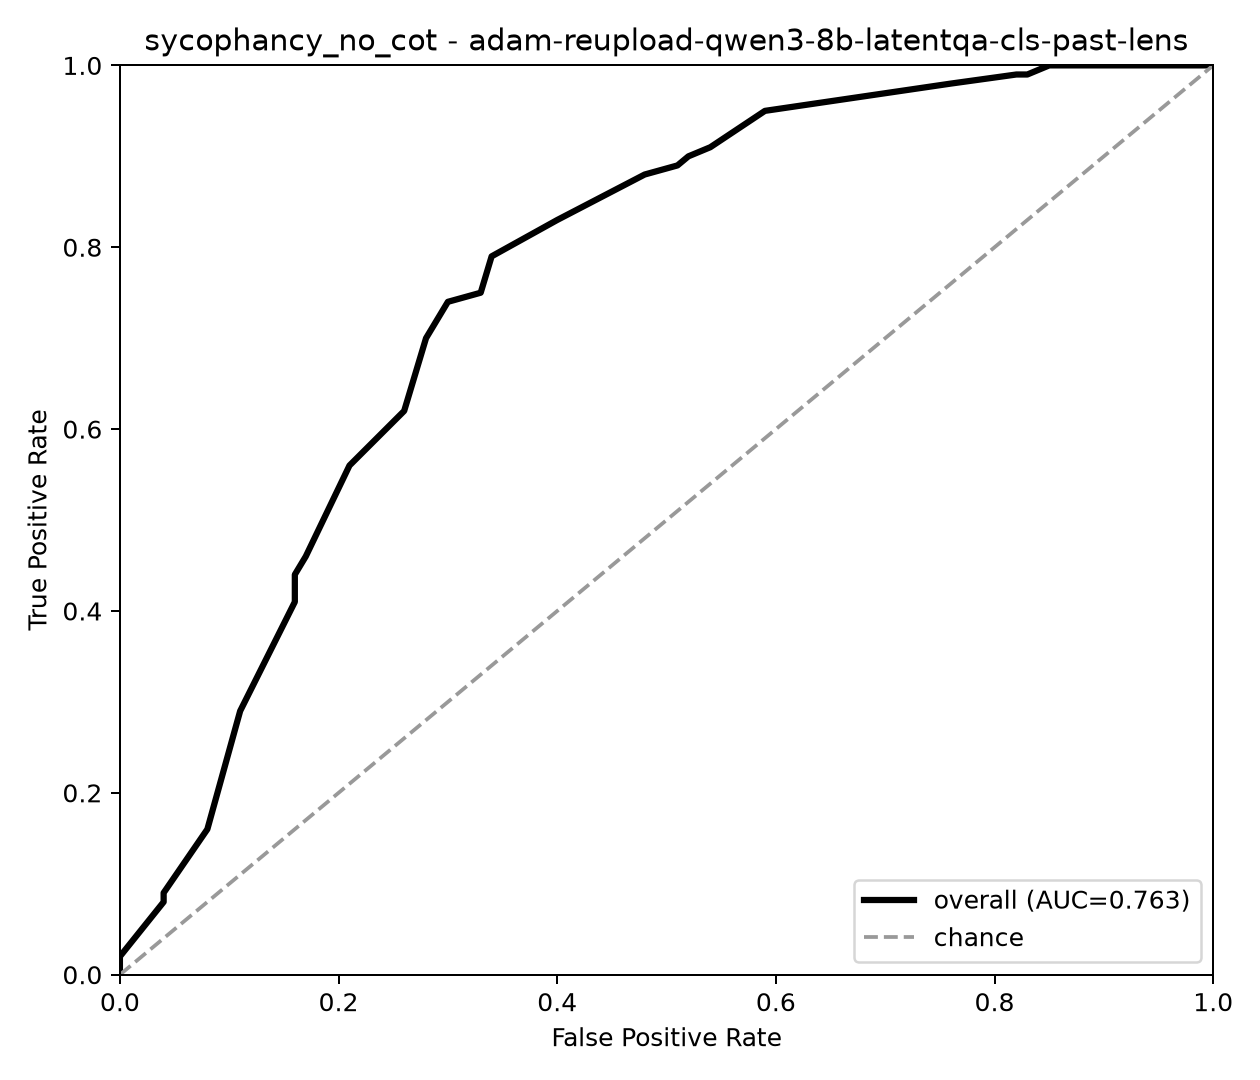 sycophancy_no_cot - adam-reupload-qwen3-8b-latentqa-cls-past-lens
1.0
0.8
0.6
0.4
0.2
0.0
True Positive Rate
overall (AUC=0.763)
chance
0.0 0.2 0.4 0.6 0.8 1.0
False Positive Rate